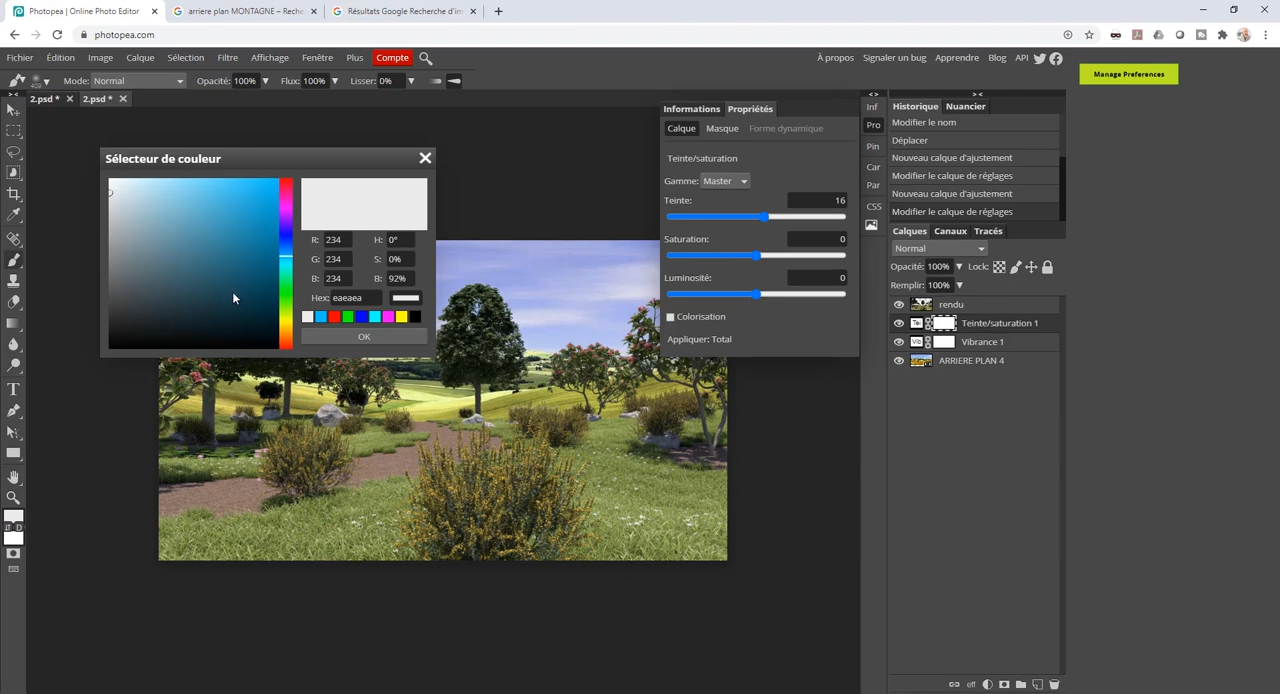 Photopea | Online Photo Editor
arriere plan MONTAGNE – Reche
Résultats Google Recherche d'im
photopea.com
Fichier Édition Image Calque Sélection Filtre Affichage Fenêtre Plus Compte
À propos Signaler un bug Apprendre Blog API
Manage Preferences
Mode: Normal Opacité: 100% Flux: 100% Lisser: 0%
2.psd * 2.psd *
Sélecteur de couleur
R: 234 H: 0°
G: 234 S: 0%
B: 234 B: 92%
Hex: eaeaea
OK
Informations Propriétés
Calque Masque Forme dynamique
Teinte/saturation
Gamme: Master
Teinte: 16
Saturation: 0
Luminosité: 0
Colorisation
Appliquer: Total
Inf
Pro
Pin
Car
Par
CSS
Historique Nuancier
Modifier le nom
Déplacer
Nouveau calque d'ajustement
Modifier le calque de réglages
Nouveau calque d'ajustement
Modifier le calque de réglages
Calques Canaux Tracés
Normal
Opacité: 100% Lock:
Remplir: 100%
rendu
Tei Teinte/saturation 1
Vib Vibrance 1
ARRIERE PLAN 4
eff